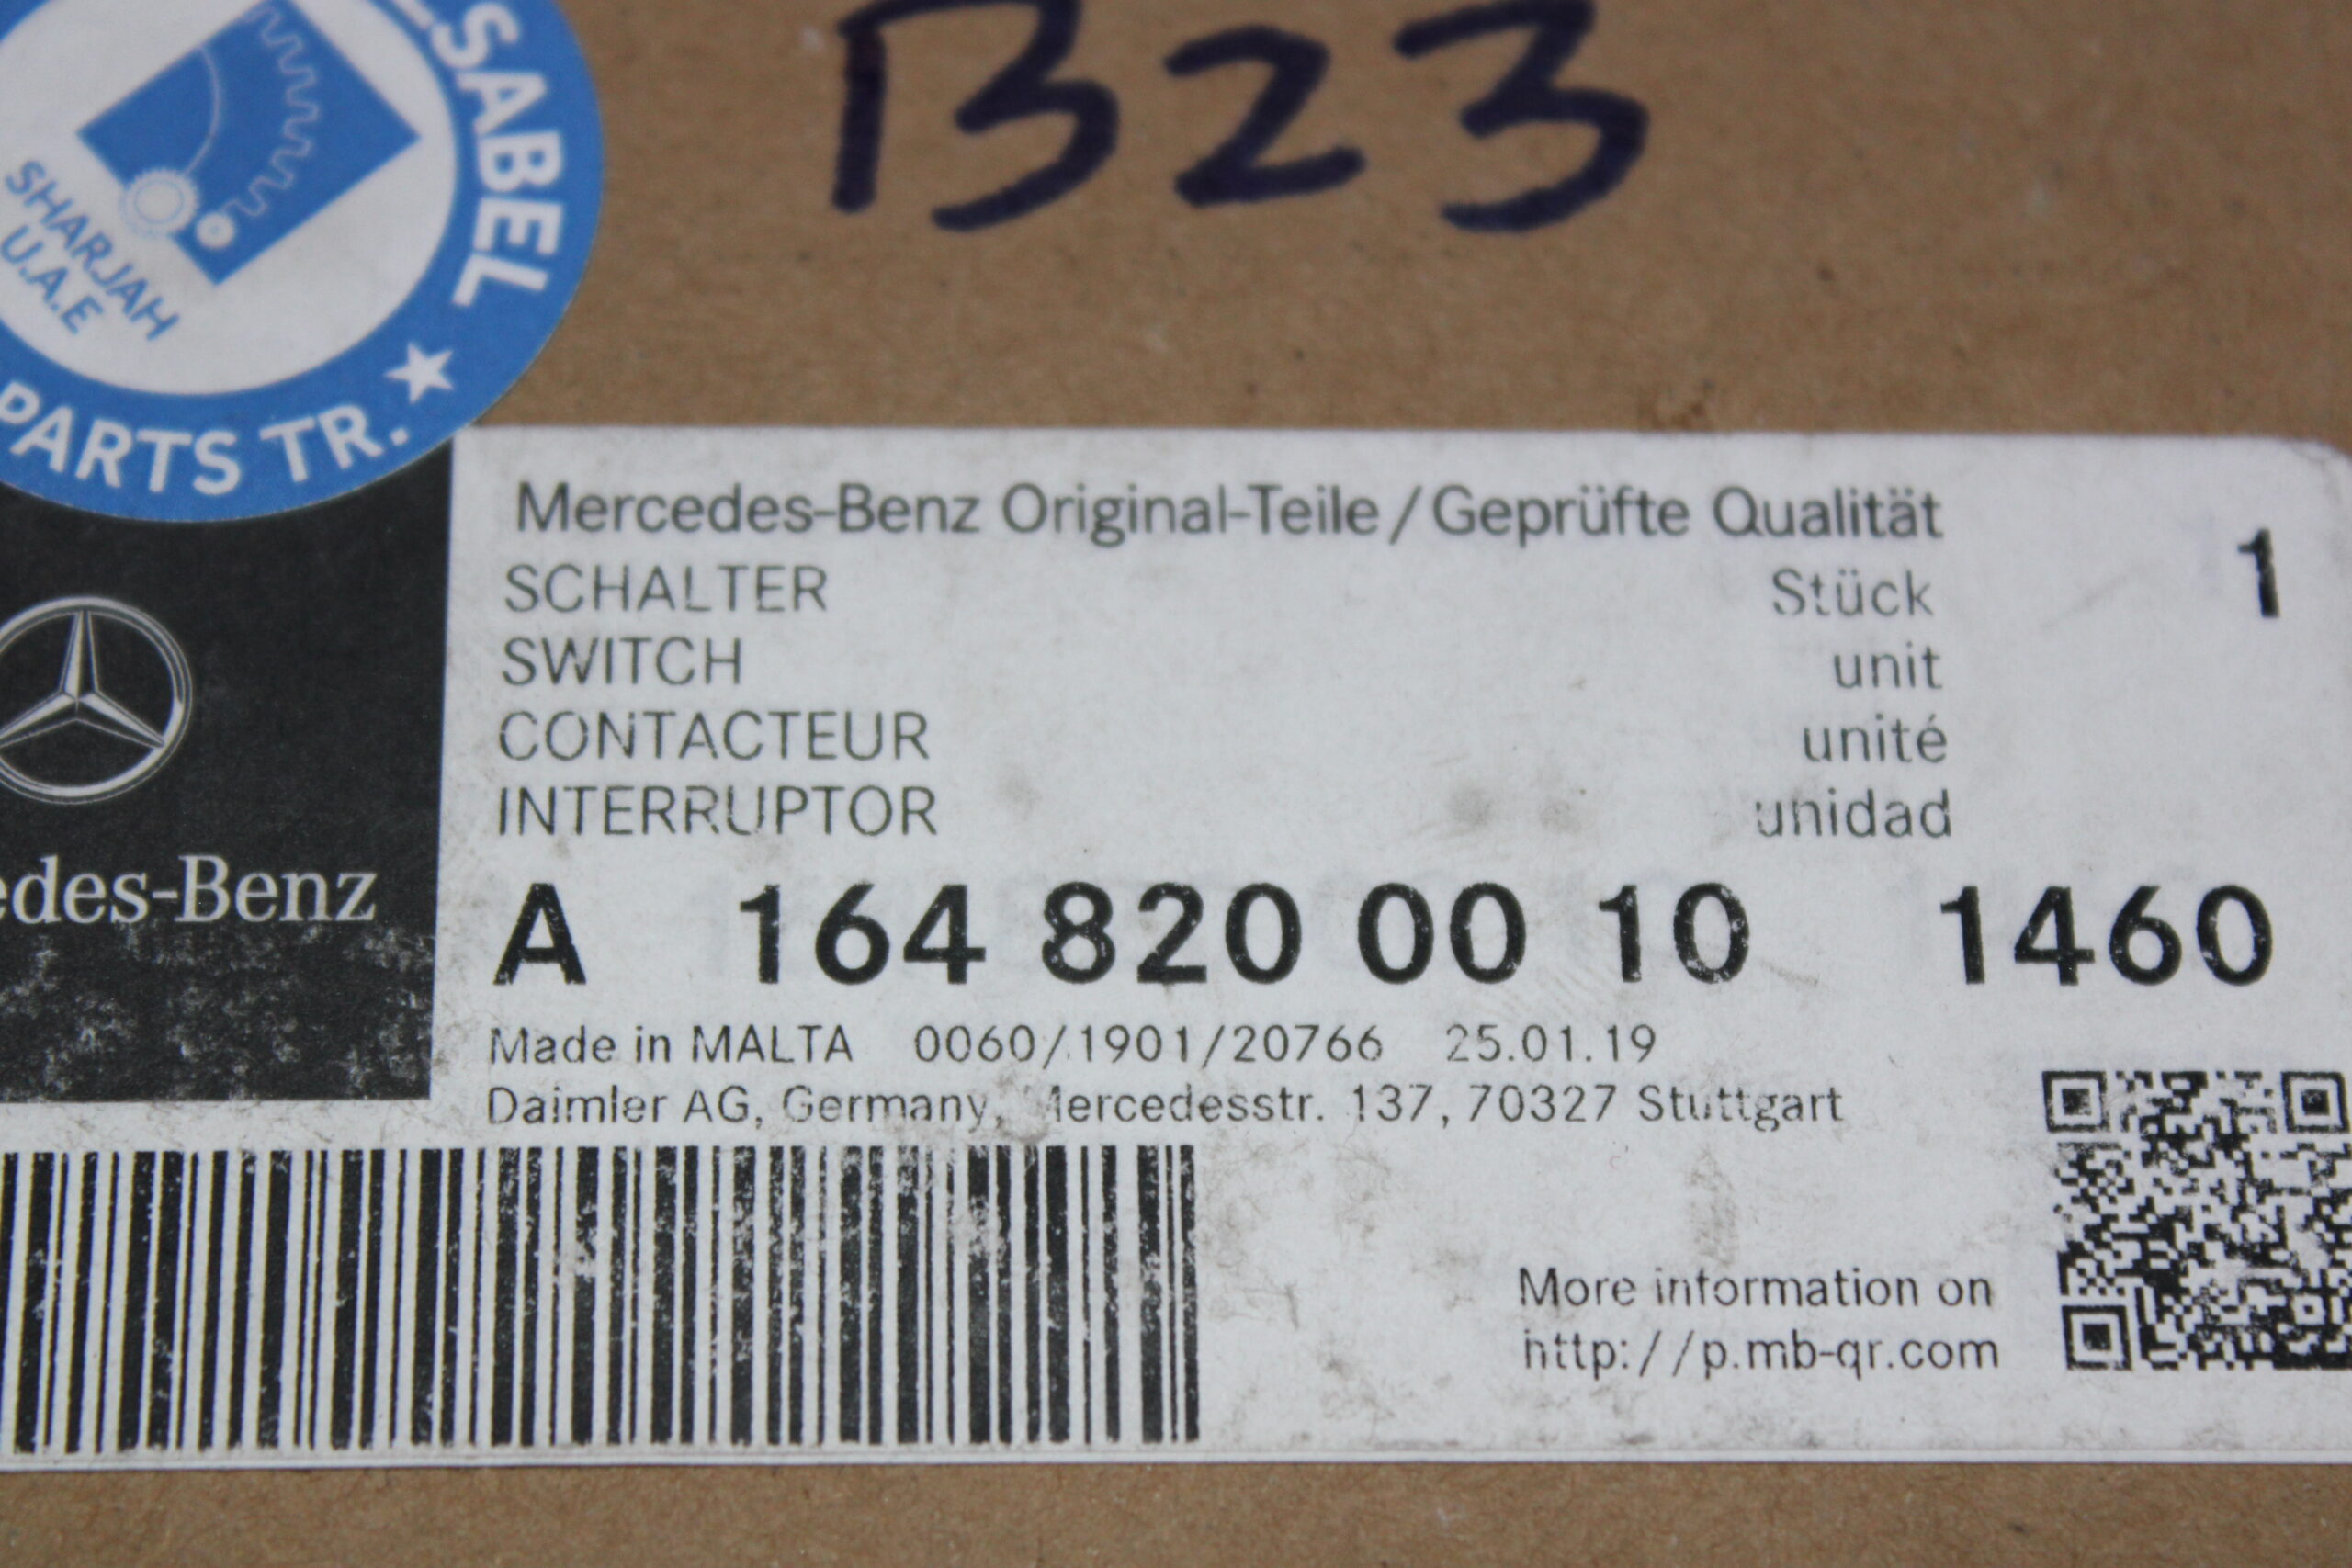 B23
SABEL
SHARJAH
U.A.E
PARTS TR.
Mercedes-Benz Original-Teile/Geprüfte Qualität
SCHALTER Stück 1
SWITCH unit
CONTACTEUR unité
INTERRUPTOR unidad
edes-Benz
A 164 820 00 10 1460
Made in MALTA 0060/1901/20766 25.01.19
Daimler AG, Germany, Mercedesstr. 137, 70327 Stuttgart
More information on
http://p.mb-qr.com